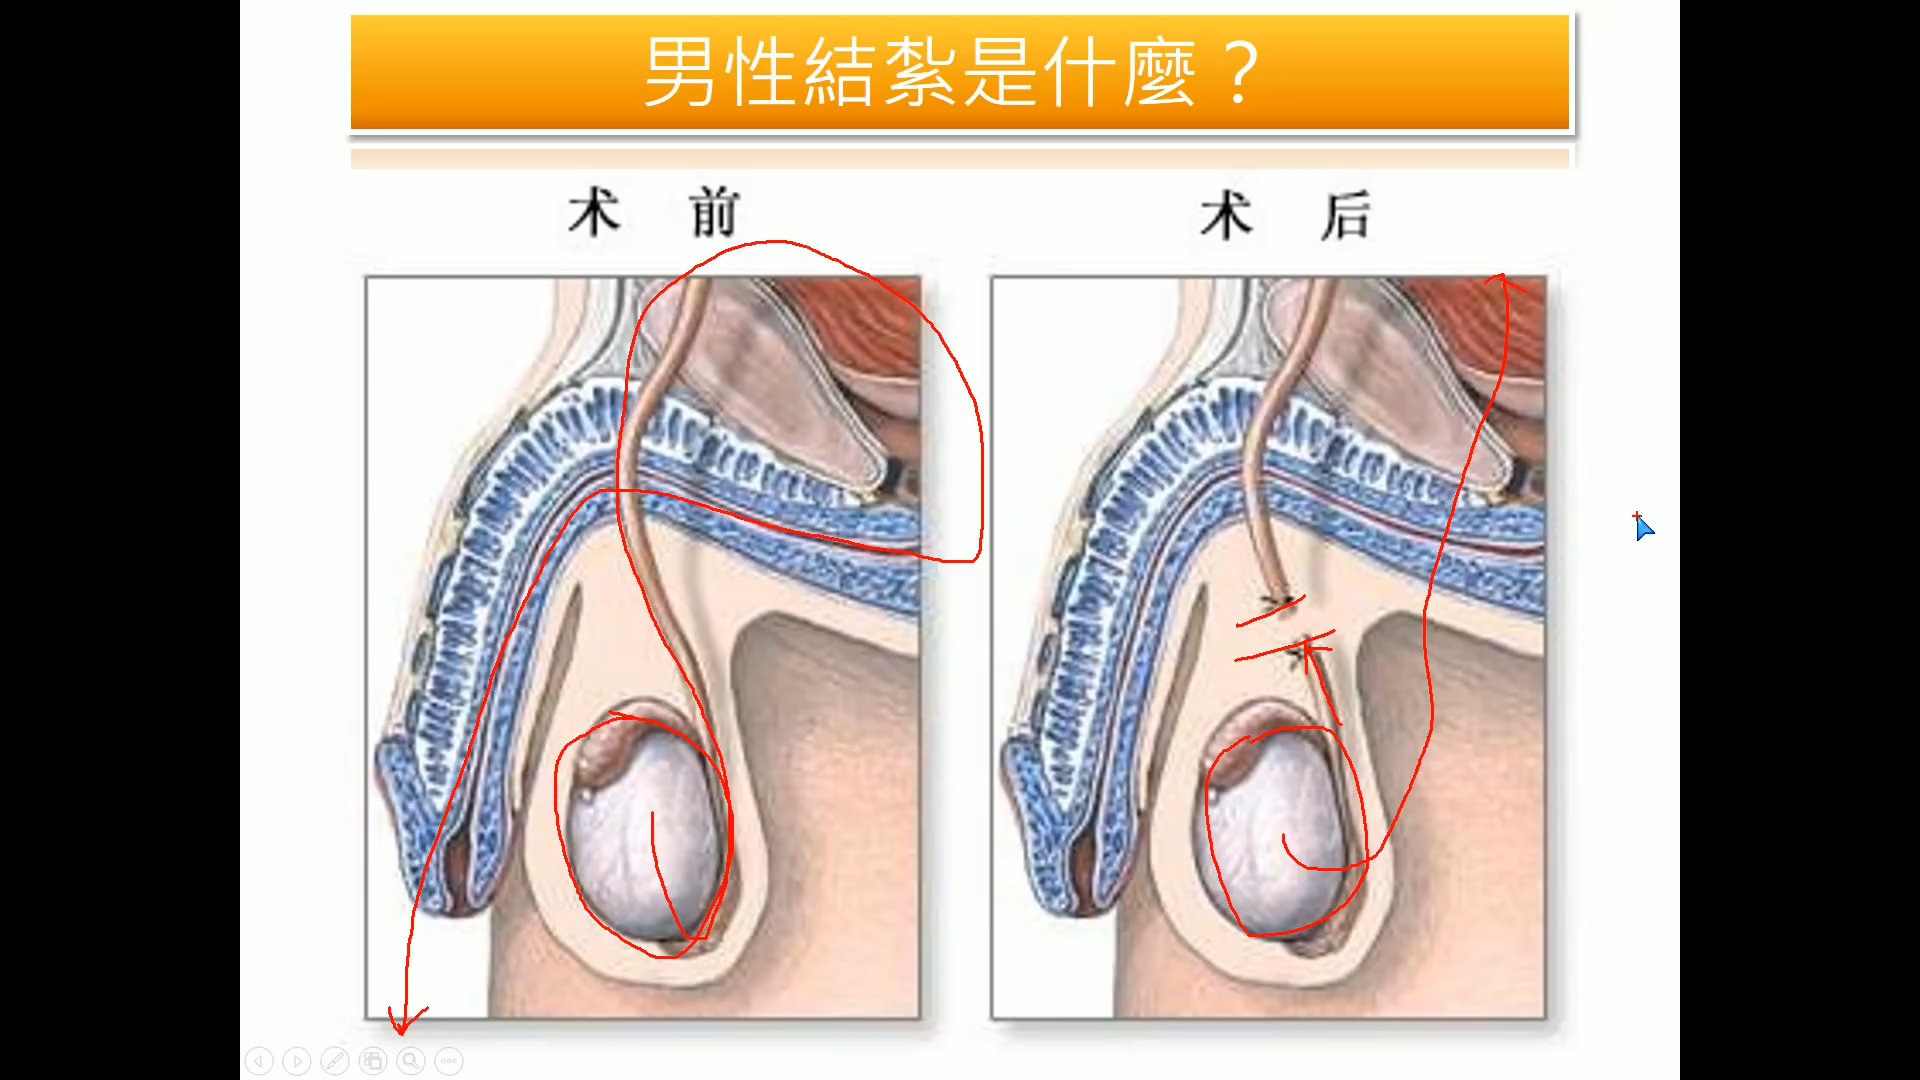 男性結紮是什麼？
术 前
术 后